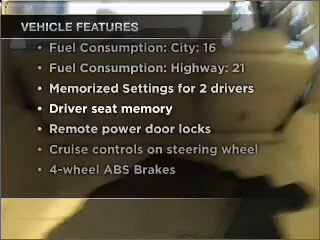 VEHICLE FEATURES
• Fuel Consumption: City: 16
• Fuel Consumption: Highway: 21
• Memorized Settings for 2 drivers
• Driver seat memory
• Remote power door locks
• Cruise controls on steering wheel
• 4-wheel ABS Brakes